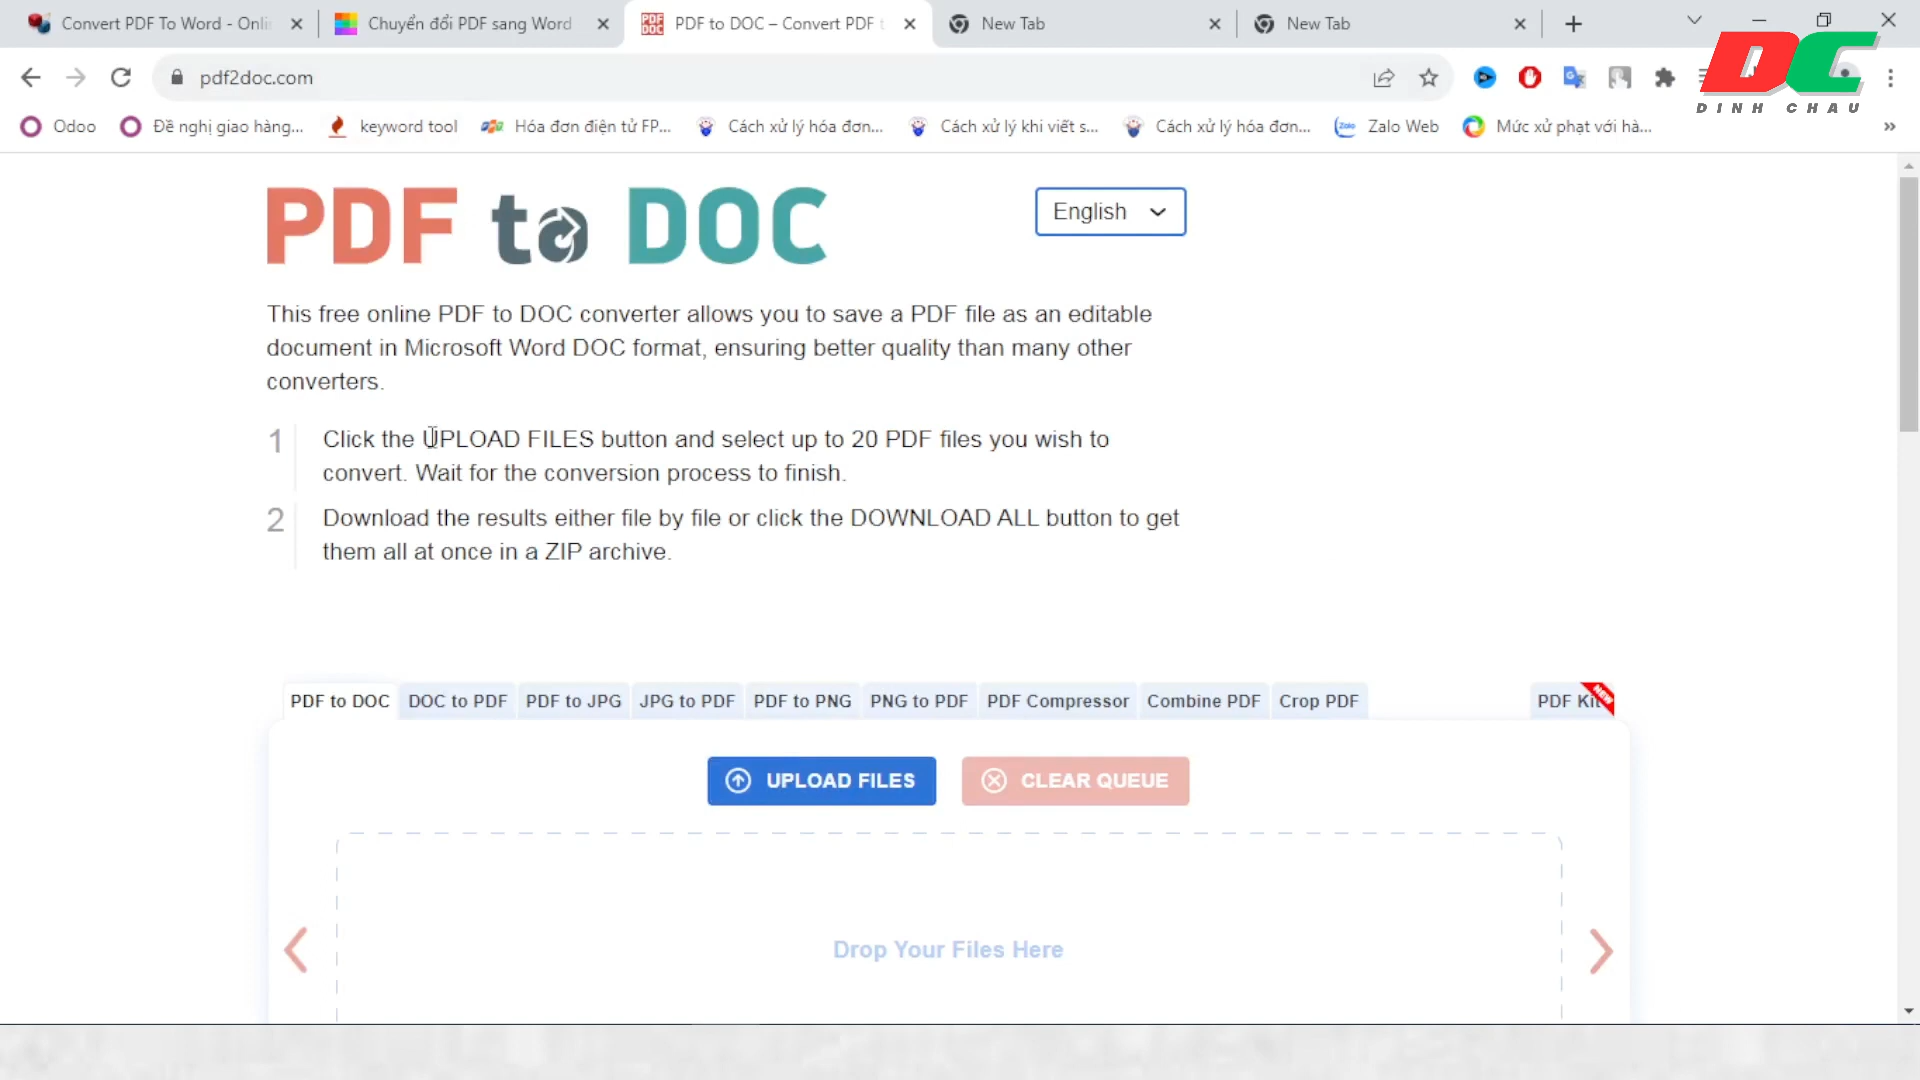 Convert PDF To Word - Onli
Chuyển đổi PDF sang Word
PDF to DOC – Convert PDF t
New Tab
New Tab
pdf2doc.com
DC
DINH CHAU
Odoo
Đề nghị giao hàng...
keyword tool
Hóa đơn điện tử FP...
Cách xử lý hóa đơn...
Cách xử lý khi viết s...
Cách xử lý hóa đơn...
Zalo Web
Mức xử phạt với hà...
PDF to DOC
English
This free online PDF to DOC converter allows you to save a PDF file as an editable
document in Microsoft Word DOC format, ensuring better quality than many other
converters.
1 Click the UPLOAD FILES button and select up to 20 PDF files you wish to
convert. Wait for the conversion process to finish.
2 Download the results either file by file or click the DOWNLOAD ALL button to get
them all at once in a ZIP archive.
PDF to DOC
DOC to PDF
PDF to JPG
JPG to PDF
PDF to PNG
PNG to PDF
PDF Compressor
Combine PDF
Crop PDF
PDF Kit
NEW
UPLOAD FILES
CLEAR QUEUE
Drop Your Files Here